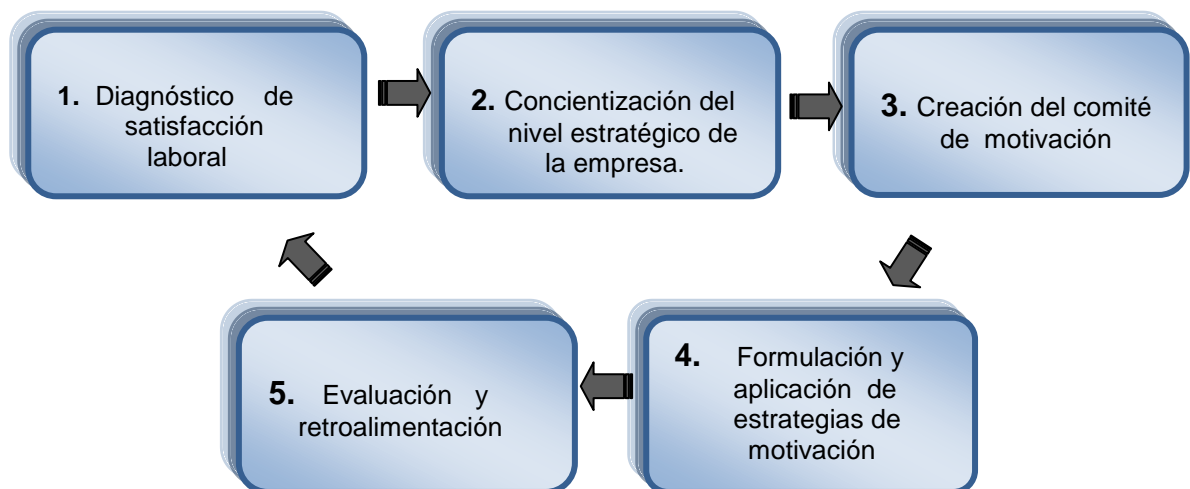 1. Diagnóstico de
satisfacción
laboral
2. Concientización del
nivel estratégico de
la empresa.
3. Creación del comité
de motivación
4. Formulación y
aplicación de
estrategias de
motivación
5. Evaluación y
retroalimentación